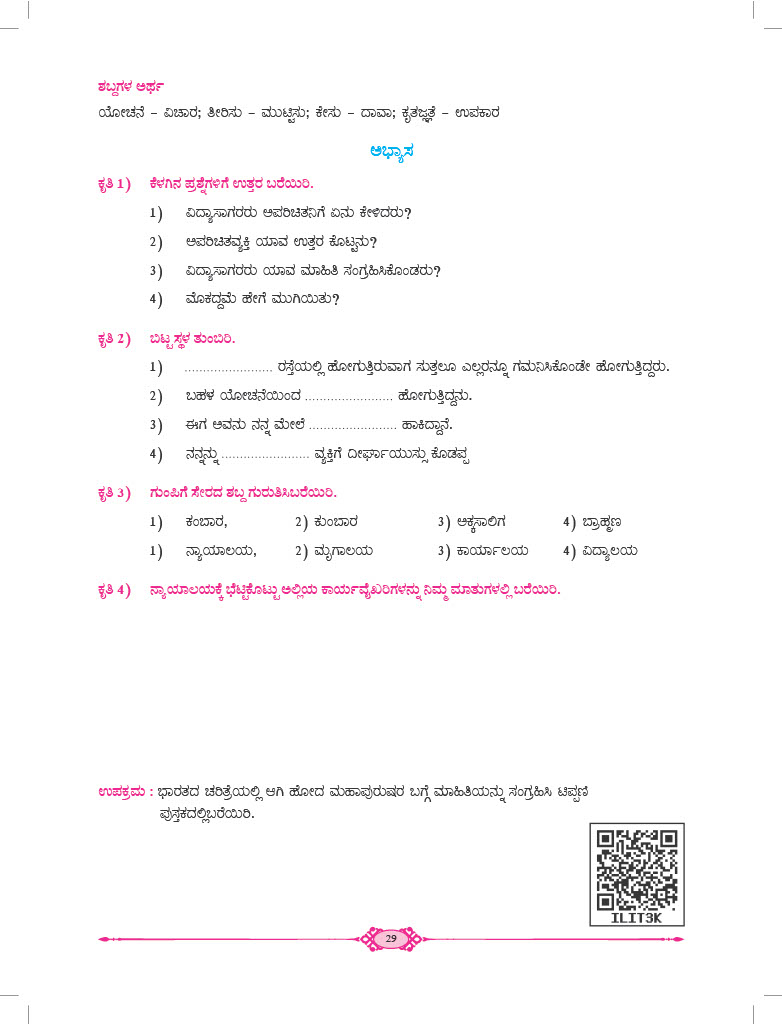 ಶಬ್ದಗಳ ಅರ್ಥ
ಯೋಚನೆ – ವಿಚಾರ; ತೀರಿಸು – ಮುಟ್ಟಿಸು; ಕೇಸು – ದಾವಾ; ಕೃತಜ್ಞತೆ – ಉಪಕಾರ
ಅಭ್ಯಾಸ
ಕೃತಿ 1) ಕೆಳಗಿನ ಪ್ರಶ್ನೆಗಳಿಗೆ ಉತ್ತರ ಬರೆಯಿರಿ.
1) ವಿದ್ಯಾಸಾಗರರು ಅಪರಿಚಿತನಿಗೆ ಏನು ಕೇಳಿದರು?
2) ಅಪರಿಚಿತವ್ಯಕ್ತಿ ಯಾವ ಉತ್ತರ ಕೊಟ್ಟನು?
3) ವಿದ್ಯಾಸಾಗರರು ಯಾವ ಮಾಹಿತಿ ಸಂಗ್ರಹಿಸಿಕೊಂಡರು?
4) ಮೊಕದ್ದಮೆ ಹೇಗೆ ಮುಗಿಯಿತು?
ಕೃತಿ 2) ಬಿಟ್ಟಸ್ಥಳ ತುಂಬಿರಿ.
1) ........................ ರಸ್ತೆಯಲ್ಲಿ ಹೋಗುತ್ತಿರುವಾಗ ಸುತ್ತಲೂ ಎಲ್ಲರನ್ನೂ ಗಮನಿಸಿಕೊಂಡೇ ಹೋಗುತ್ತಿದ್ದರು.
2) ಬಹಳ ಯೋಚನೆಯಿಂದ ........................ ಹೋಗುತ್ತಿದ್ದನು.
3) ಈಗ ಅವನು ನನ್ನ ಮೇಲೆ ........................ ಹಾಕಿದ್ದಾನೆ.
4) ನನ್ನನ್ನು ........................ ವ್ಯಕ್ತಿಗೆ ದೀರ್ಘಾಯುಸ್ಸು ಕೊಡಪ್ಪ
ಕೃತಿ 3) ಗುಂಪಿಗೆ ಸೇರದ ಶಬ್ದ ಗುರುತಿಸಿಬರೆಯಿರಿ.
1) ಕಂಬಾರ, 2) ಕುಂಬಾರ 3) ಅಕ್ಕಸಾಲಿಗ 4) ಬ್ರಾಹ್ಮಣ
1) ನ್ಯಾಯಾಲಯ, 2) ಮೃಗಾಲಯ 3) ಕಾರ್ಯಾಲಯ 4) ವಿದ್ಯಾಲಯ
ಕೃತಿ 4) ನ್ಯಾಯಾಲಯಕ್ಕೆ ಭೆಟ್ಟಿಕೊಟ್ಟು ಅಲ್ಲಿಯ ಕಾರ್ಯವೈಖರಿಗಳನ್ನು ನಿಮ್ಮ ಮಾತುಗಳಲ್ಲಿ ಬರೆಯಿರಿ.
ಉಪಕ್ರಮ : ಭಾರತದ ಚರಿತ್ರೆಯಲ್ಲಿ ಆಗಿ ಹೋದ ಮಹಾಪುರುಷರ ಬಗ್ಗೆ ಮಾಹಿತಿಯನ್ನು ಸಂಗ್ರಹಿಸಿ ಟಿಪ್ಪಣಿ
ಪುಸ್ತಕದಲ್ಲಿಬರೆಯಿರಿ.
ILIT3K
29